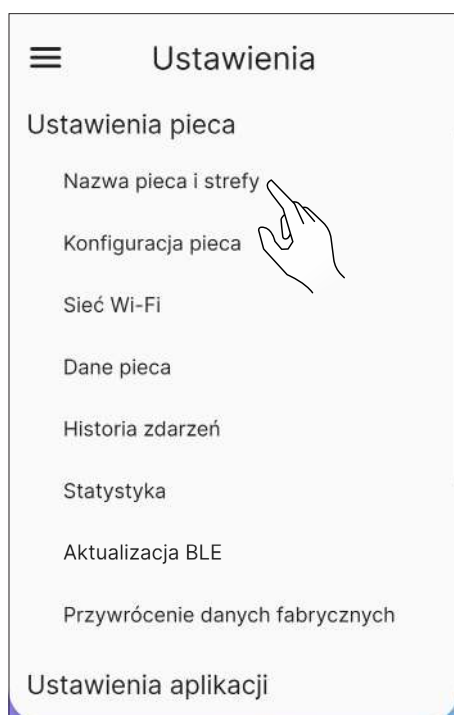 Ustawienia
Ustawienia pieca
Nazwa pieca i strefy
Konfiguracja pieca
Sieć Wi-Fi
Dane pieca
Historia zdarzeń
Statystyka
Aktualizacja BLE
Przywrócenie danych fabrycznych
Ustawienia aplikacji